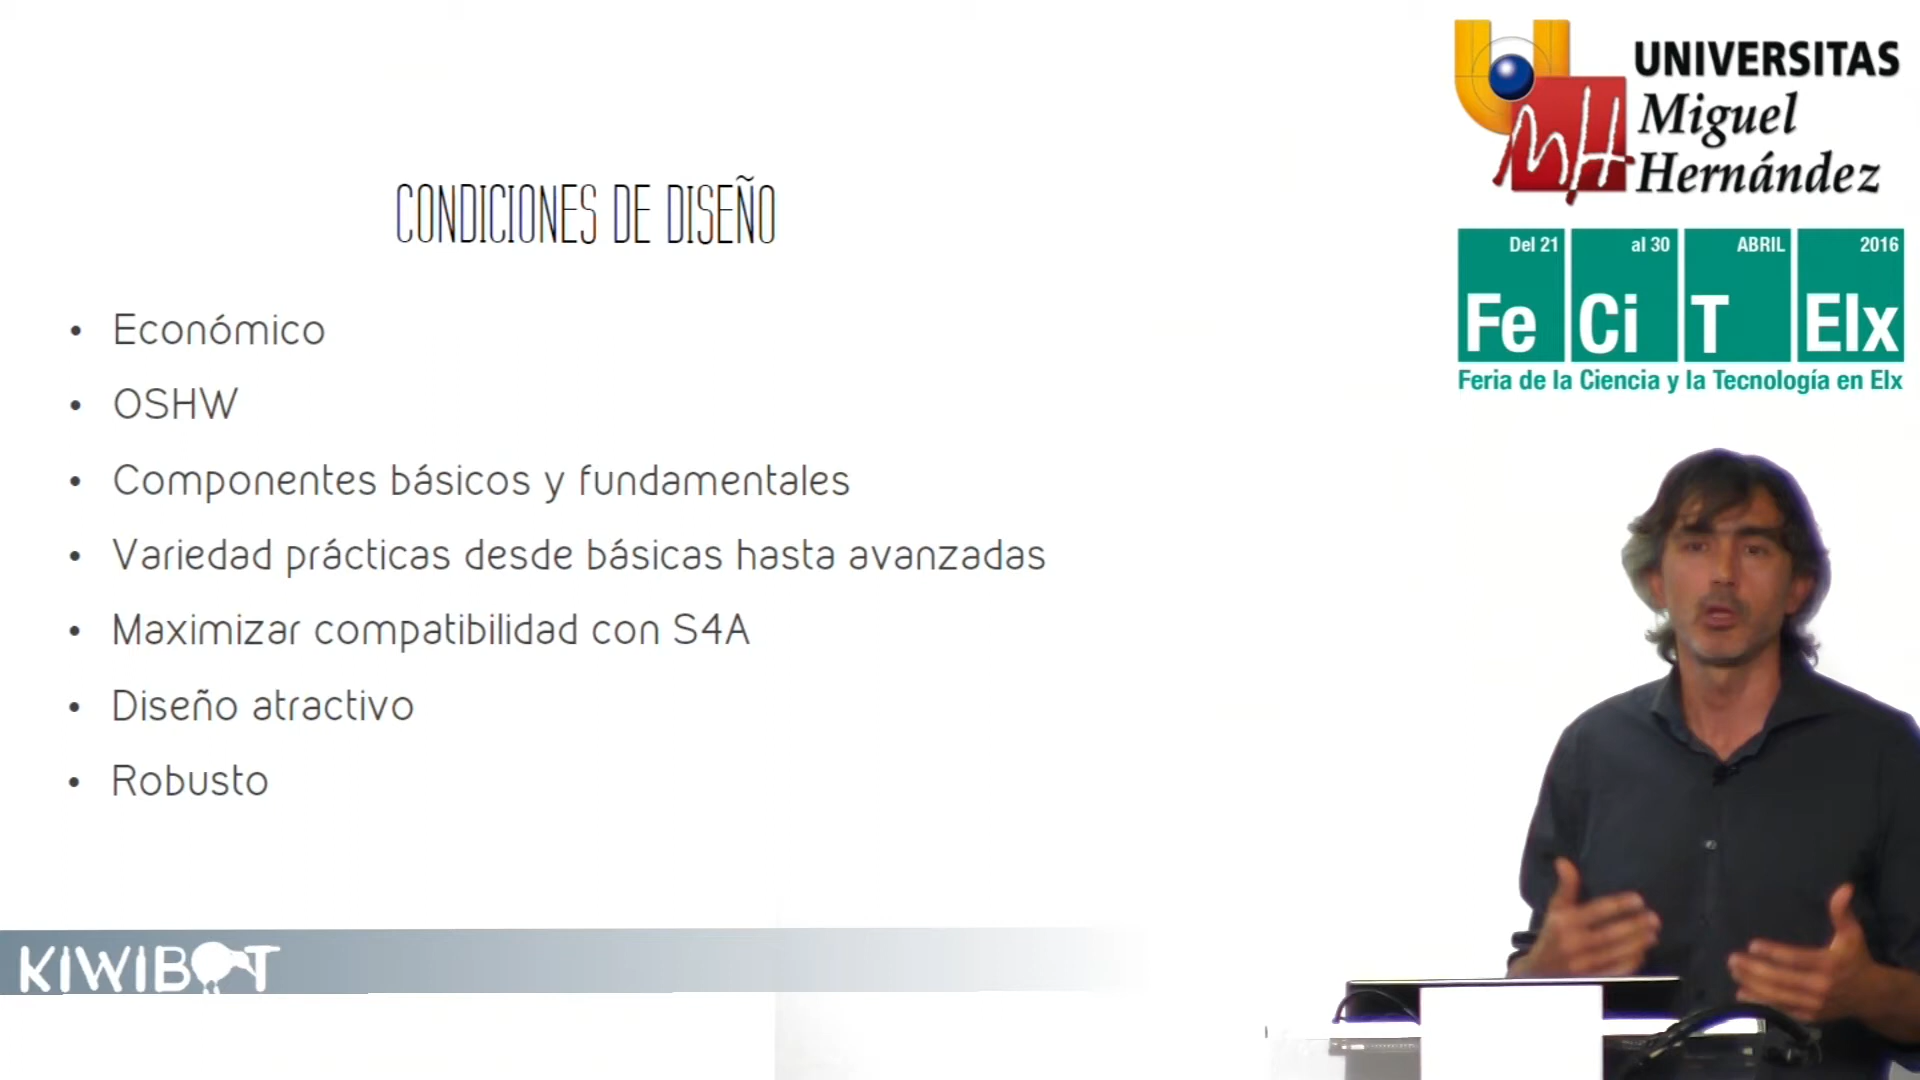 CONDICIONES DE DISEÑO
• Económico
• OSHW
• Componentes básicos y fundamentales
• Variedad prácticas desde básicas hasta avanzadas
• Maximizar compatibilidad con S4A
• Diseño atractivo
• Robusto
KIWIBOT
UMH
UNIVERSITAS
Miguel
Hernández
Del 21 al 30 ABRIL 2016
Fe Ci T Elx
Feria de la Ciencia y la Tecnología en Elx